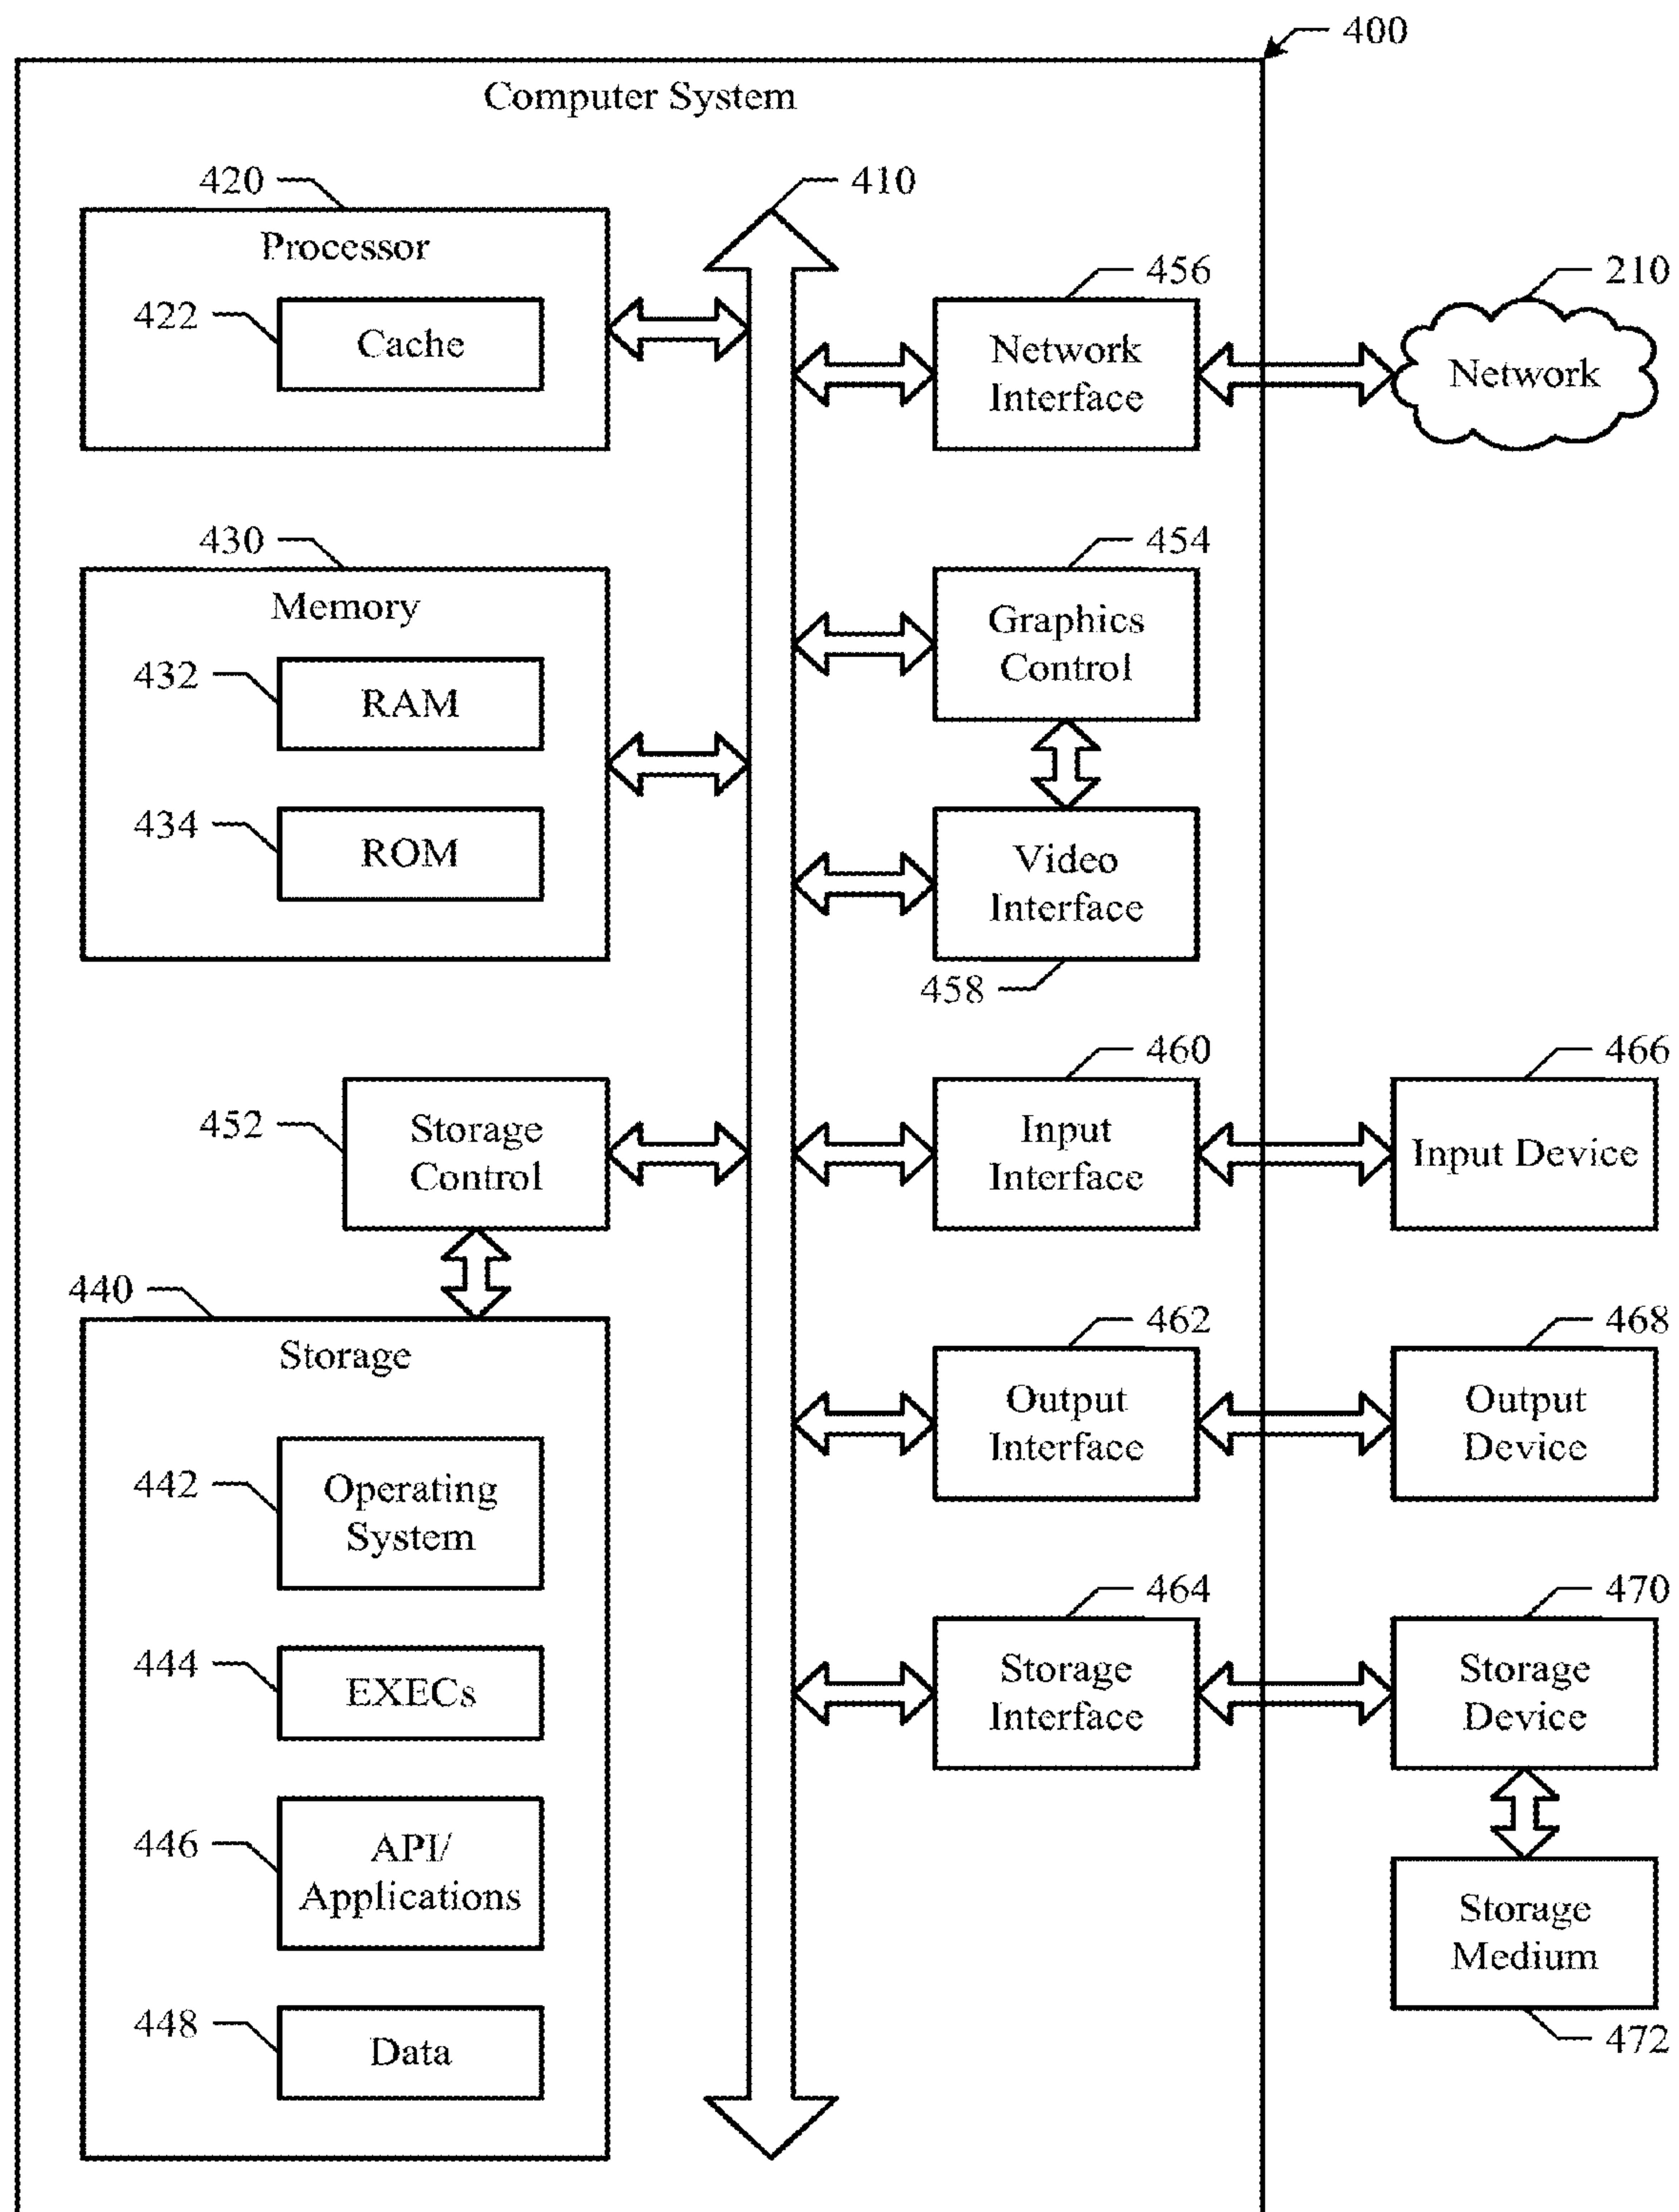 400
Computer System
420
410
Processor
456
210
422
Cache
Network
Interface
Network
430
454
Memory
Graphics
Control
432
RAM
434
ROM
Video
Interface
458
460
466
452
Storage
Control
Input
Interface
Input Device
440
462
468
Storage
Output
Interface
Output
Device
442
Operating
System
464
470
444
EXECs
Storage
Interface
Storage
Device
446
API/
Applications
Storage
Medium
448
Data
472